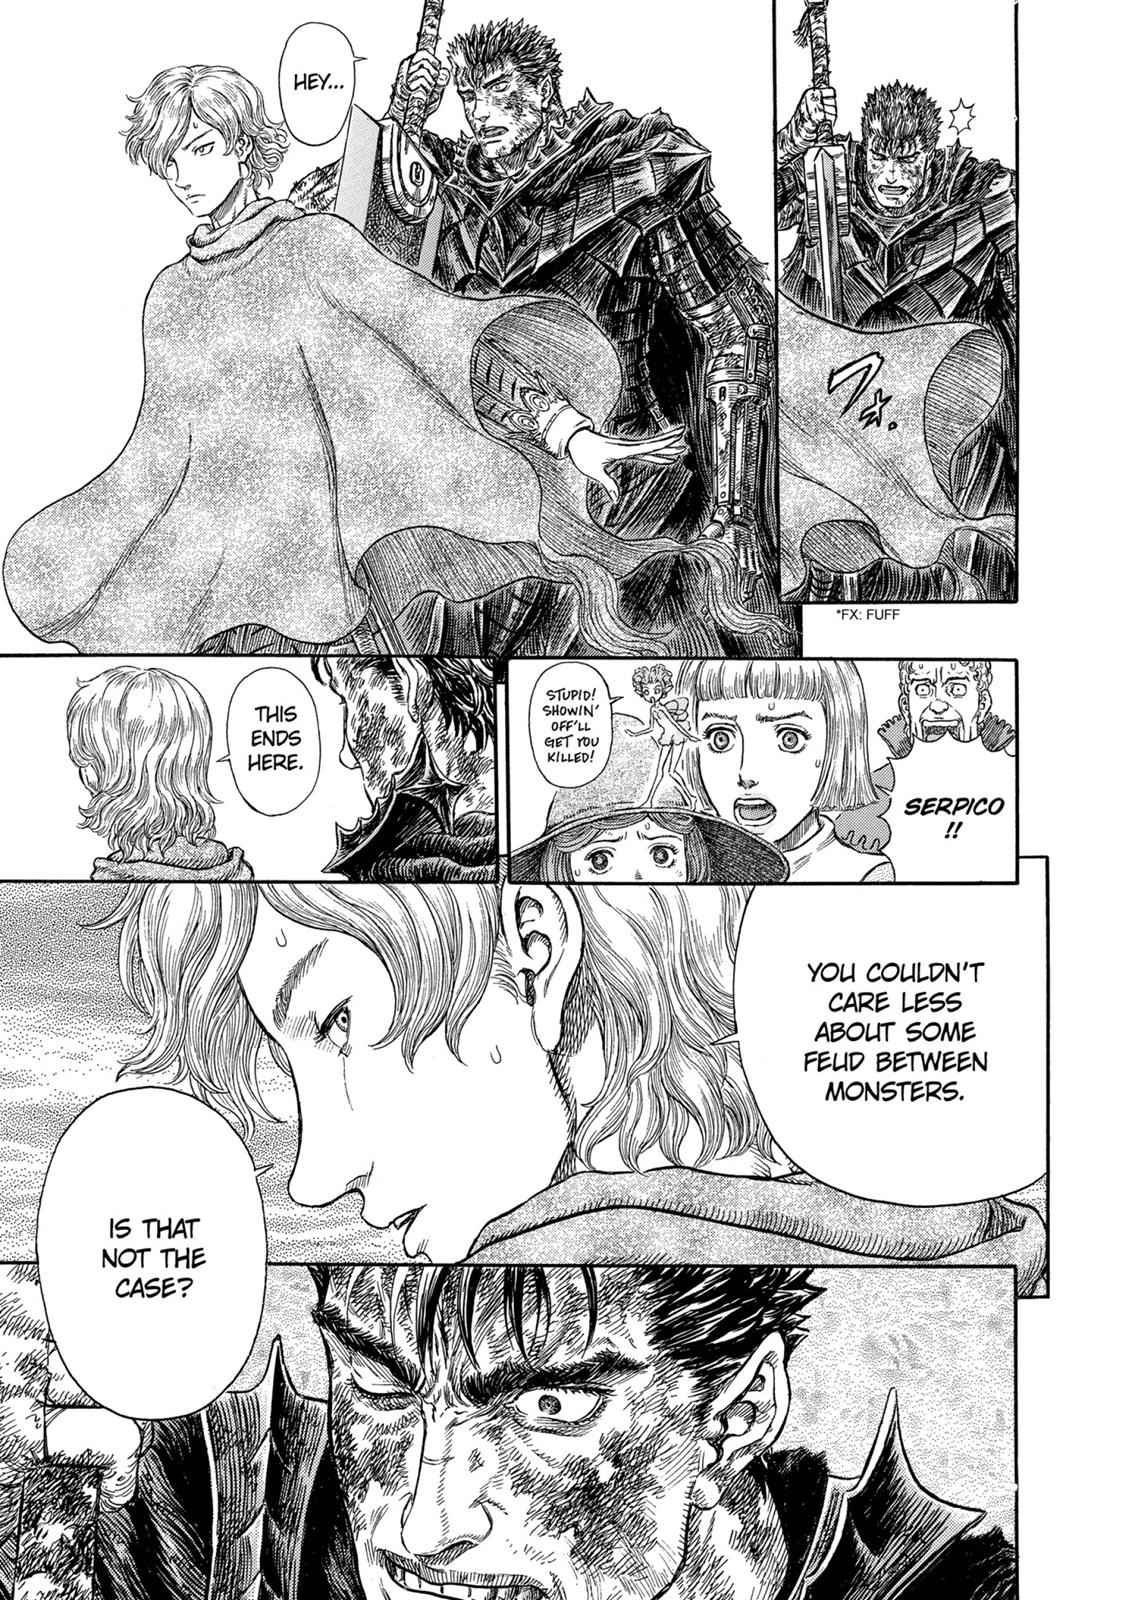 フッ.
*FX: FUFF
HEY...
SERPICO
!!
STUPID!
SHOWIN'
OFF'LL
GET YOU
KILLED!
THIS
ENDS
HERE.
YOU COULDN'T
CARE LESS
ABOUT SOME
FEUD BETWEEN
MONSTERS.
IS THAT
NOT THE
CASE?